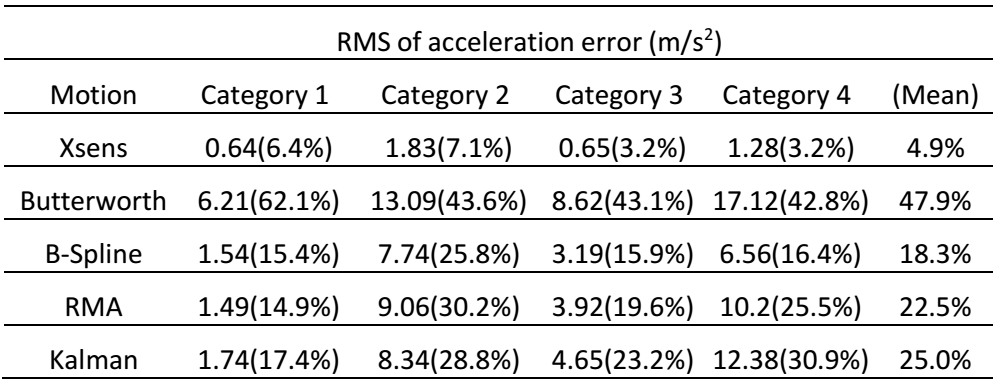 RMS of acceleration error (m/s²)
Motion Category 1 Category 2 Category 3 Category 4 (Mean)
Xsens 0.64(6.4%) 1.83(7.1%) 0.65(3.2%) 1.28(3.2%) 4.9%
Butterworth 6.21(62.1%) 13.09(43.6%) 8.62(43.1%) 17.12(42.8%) 47.9%
B-Spline 1.54(15.4%) 7.74(25.8%) 3.19(15.9%) 6.56(16.4%) 18.3%
RMA 1.49(14.9%) 9.06(30.2%) 3.92(19.6%) 10.2(25.5%) 22.5%
Kalman 1.74(17.4%) 8.34(28.8%) 4.65(23.2%) 12.38(30.9%) 25.0%